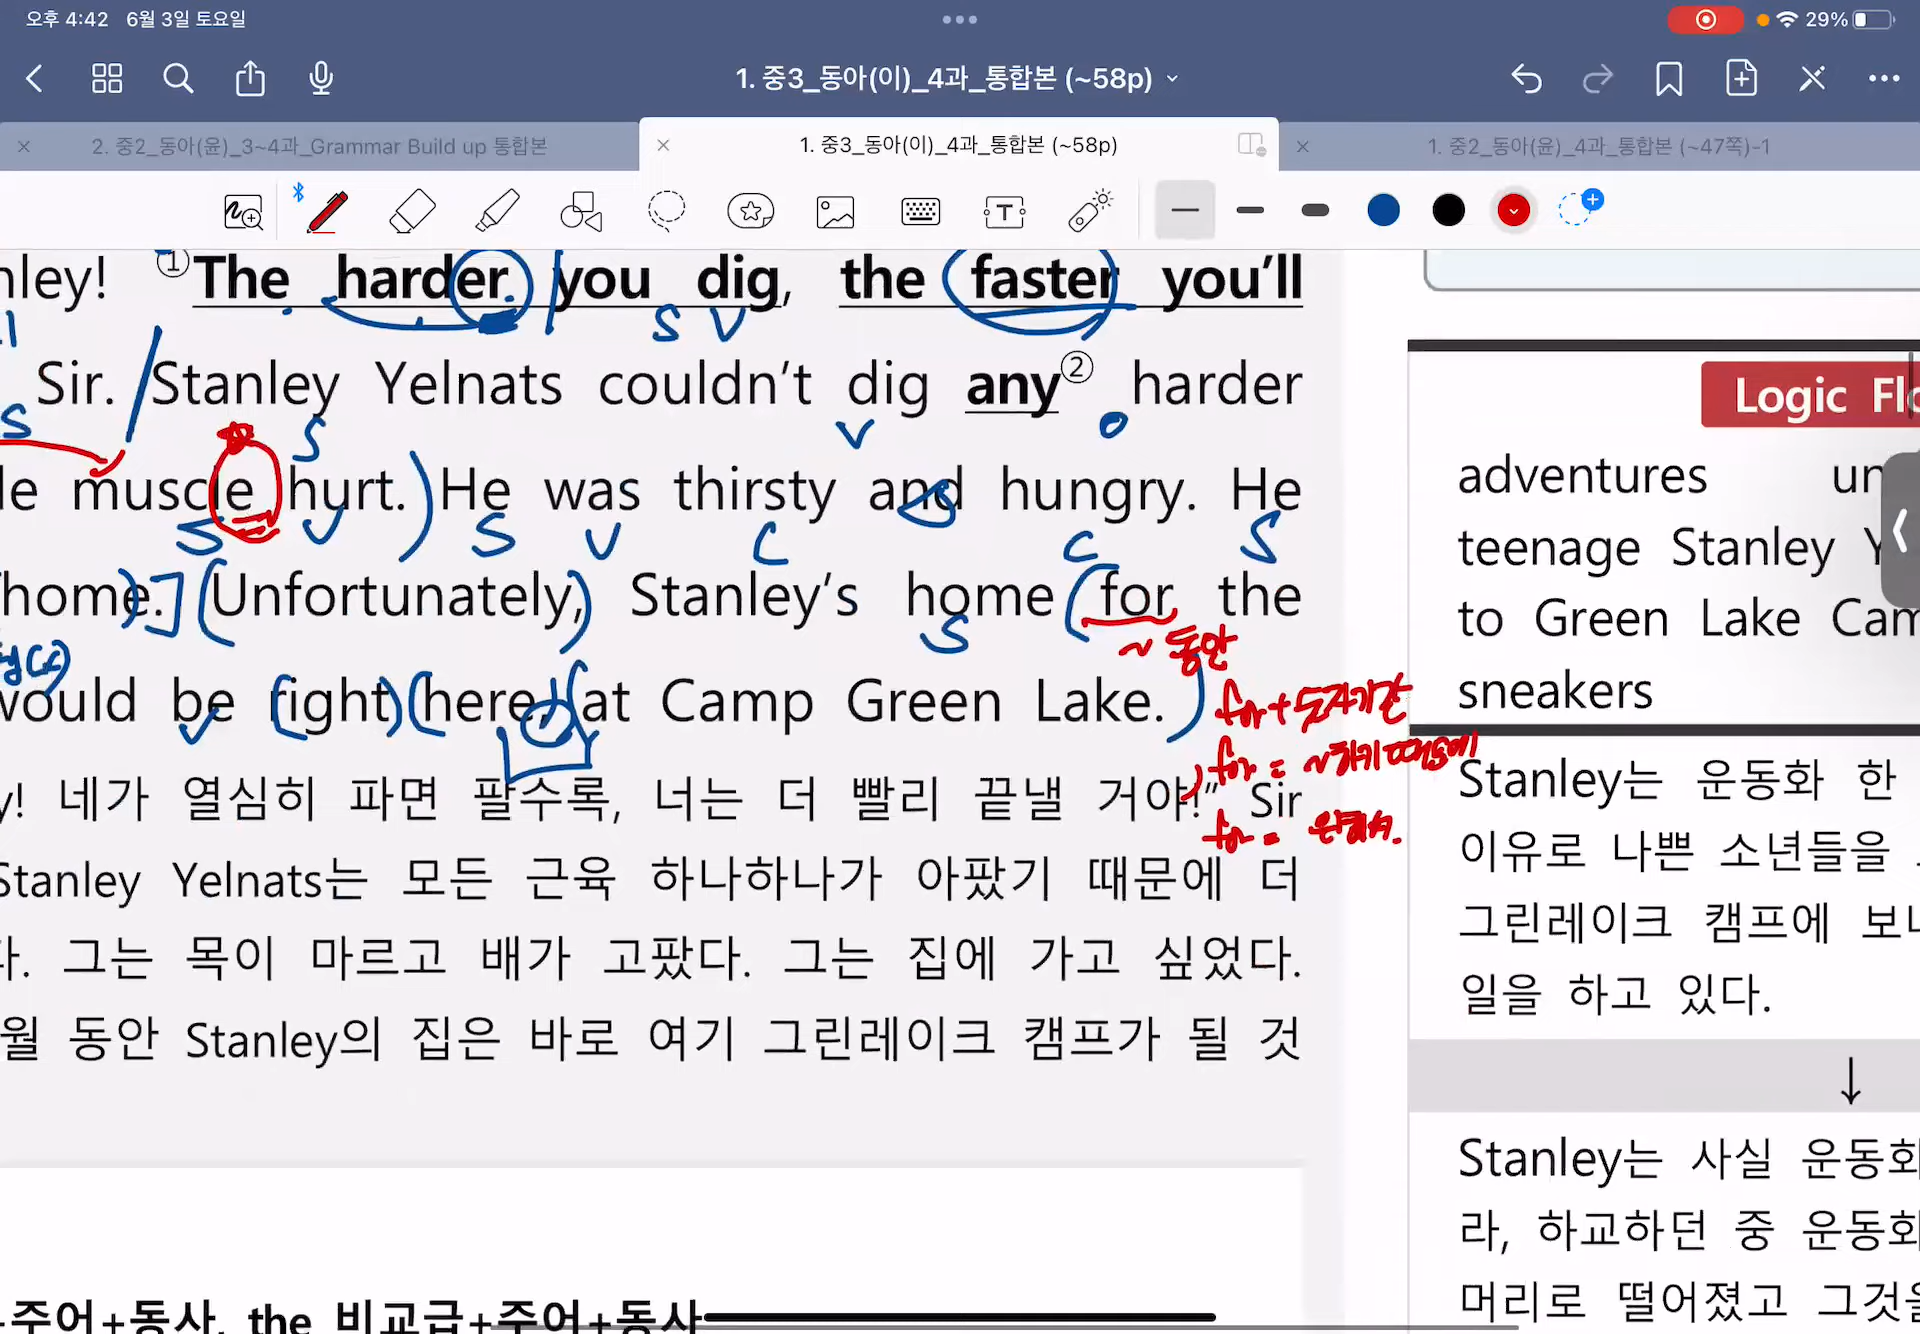 오후 4:42 6월 3일 토요일
29%
1. 중3_동아(이)_4과_통합본 (~58p)
2. 중2_동아(윤)_3~4과_Grammar Build up 통합본
1. 중3_동아(이)_4과_통합본 (~58p)
1. 중2_동아(윤)_4과_통합본 (~47쪽)-1
nley! ①The harder you dig, the faster you'll
S V
Sir. Stanley Yelnats couldn't dig any② harder
S S V o
le muscle hurt. ) He was thirsty and hungry. He
S V S V C C S
home).] (Unfortunately,) Stanley's home (for the
S ~ 동안
would be (right) (here, (at Camp Green Lake.)
V
for + 숫자기간
for = ~하기 때문에
for = 위해서.
y! 네가 열심히 파면 팔수록, 너는 더 빨리 끝낼 거야!” Sir
Stanley Yelnats는 모든 근육 하나하나가 아팠기 때문에 더
다. 그는 목이 마르고 배가 고팠다. 그는 집에 가고 싶었다.
월 동안 Stanley의 집은 바로 여기 그린레이크 캠프가 될 것
주어+동사, the 비교급+주어+동사
Logic Flo
adventures un
teenage Stanley Y
to Green Lake Cam
sneakers
Stanley는 운동화 한
이유로 나쁜 소년들을
그린레이크 캠프에 보내
일을 하고 있다.
↓
Stanley는 사실 운동화
라, 하교하던 중 운동화
머리로 떨어졌고 그것을